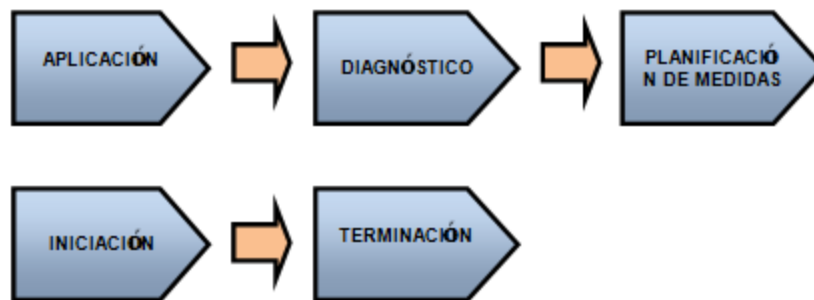 APLICACIÓN
DIAGNÓSTICO
PLANIFICACIÓ
N DE MEDIDAS
INICIACIÓN
TERMINACIÓN